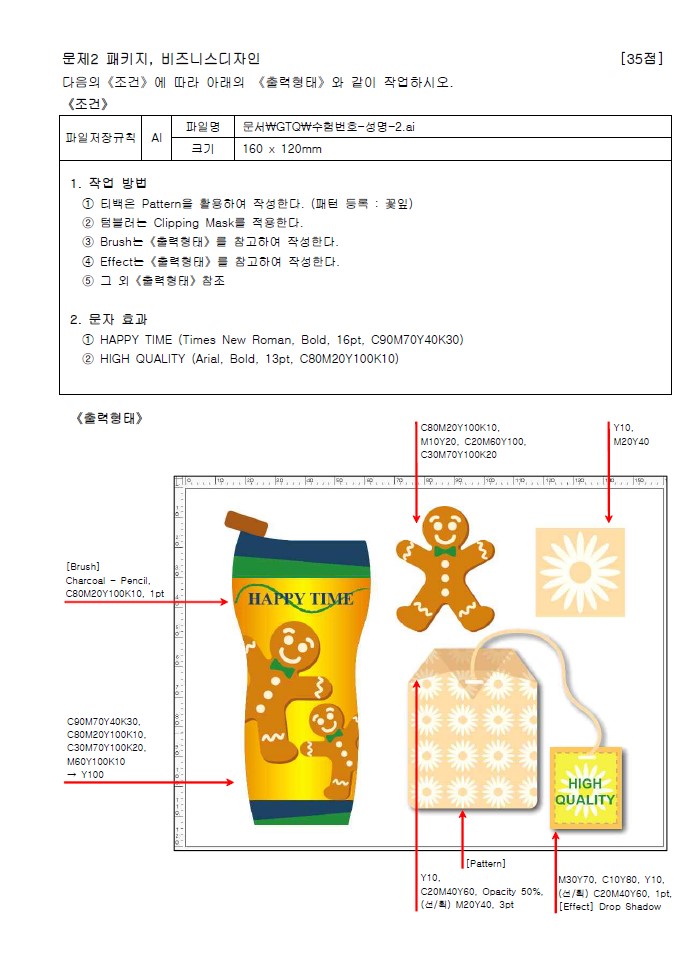 문제2 패키지, 비즈니스디자인 [35점]
다음의《조건》에 따라 아래의 《출력형태》와 같이 작업하시오.
《조건》
파일저장규칙 AI 파일명 문서₩GTQ₩수험번호-성명-2.ai
크기 160 x 120mm
1. 작업 방법
① 티백은 Pattern을 활용하여 작성한다. (패턴 등록 : 꽃잎)
② 텀블러는 Clipping Mask를 적용한다.
③ Brush는《출력형태》를 참고하여 작성한다.
④ Effect는《출력형태》를 참고하여 작성한다.
⑤ 그 외《출력형태》참조
2. 문자 효과
① HAPPY TIME (Times New Roman, Bold, 16pt, C90M70Y40K30)
② HIGH QUALITY (Arial, Bold, 13pt, C80M20Y100K10)
《출력형태》
C80M20Y100K10,
M10Y20, C20M60Y100,
C30M70Y100K20
Y10,
M20Y40
[Brush]
Charcoal - Pencil,
C80M20Y100K10, 1pt
HAPPY TIME
C90M70Y40K30,
C80M20Y100K10,
C30M70Y100K20,
M60Y100K10
→ Y100
HIGH
QUALITY
[Pattern]
Y10,
C20M40Y60, Opacity 50%,
(선/획) M20Y40, 3pt
M30Y70, C10Y80, Y10,
(선/획) C20M40Y60, 1pt,
[Effect] Drop Shadow